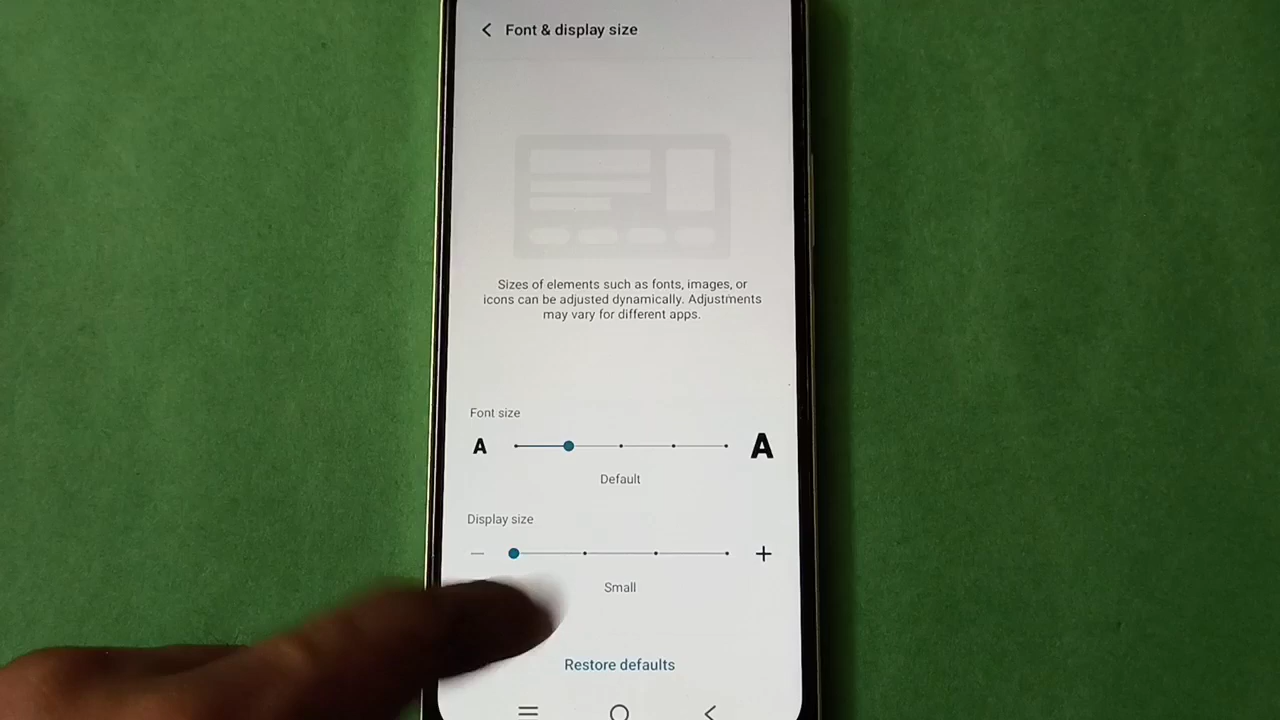 Font & display size
Sizes of elements such as fonts, images, or
icons can be adjusted dynamically. Adjustments
may vary for different apps.
Font size
A A
Default
Display size
Small
Restore defaults